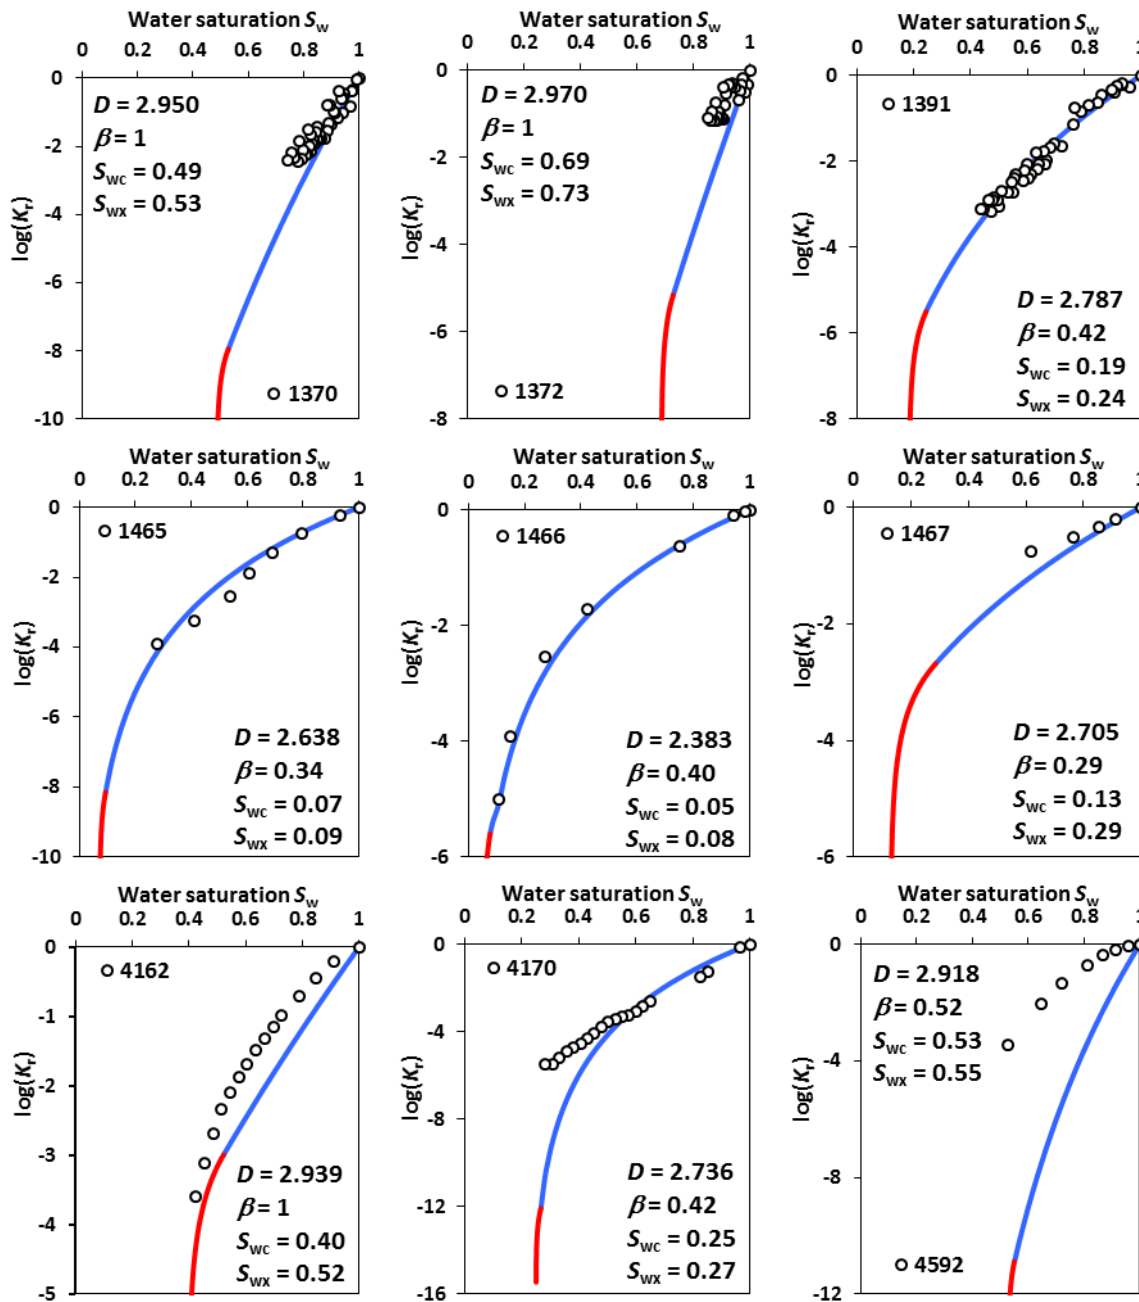 Water saturation Sw
0 0.2 0.4 0.6 0.8 1
0
-2
-4
-6
-8
-10
log(Kr)
D = 2.950
β = 1
Swc = 0.49
Swx = 0.53
1370
Water saturation Sw
0 0.2 0.4 0.6 0.8 1
0
-2
-4
-6
-8
log(Kr)
D = 2.970
β = 1
Swc = 0.69
Swx = 0.73
1372
Water saturation Sw
0 0.2 0.4 0.6 0.8 1
0
-2
-4
-6
-8
log(Kr)
1391
D = 2.787
β = 0.42
Swc = 0.19
Swx = 0.24
Water saturation Sw
0 0.2 0.4 0.6 0.8 1
0
-2
-4
-6
-8
-10
log(Kr)
1465
D = 2.638
β = 0.34
Swc = 0.07
Swx = 0.09
Water saturation Sw
0 0.2 0.4 0.6 0.8 1
0
-2
-4
-6
log(Kr)
1466
D = 2.383
β = 0.40
Swc = 0.05
Swx = 0.08
Water saturation Sw
0 0.2 0.4 0.6 0.8 1
0
-2
-4
-6
log(Kr)
1467
D = 2.705
β = 0.29
Swc = 0.13
Swx = 0.29
Water saturation Sw
0 0.2 0.4 0.6 0.8 1
0
-1
-2
-3
-4
-5
log(Kr)
4162
D = 2.939
β = 1
Swc = 0.40
Swx = 0.52
Water saturation Sw
0 0.2 0.4 0.6 0.8 1
0
-4
-8
-12
-16
log(Kr)
4170
D = 2.736
β = 0.42
Swc = 0.25
Swx = 0.27
Water saturation Sw
0 0.2 0.4 0.6 0.8 1
0
-4
-8
-12
log(Kr)
D = 2.918
β = 0.52
Swc = 0.53
Swx = 0.55
4592